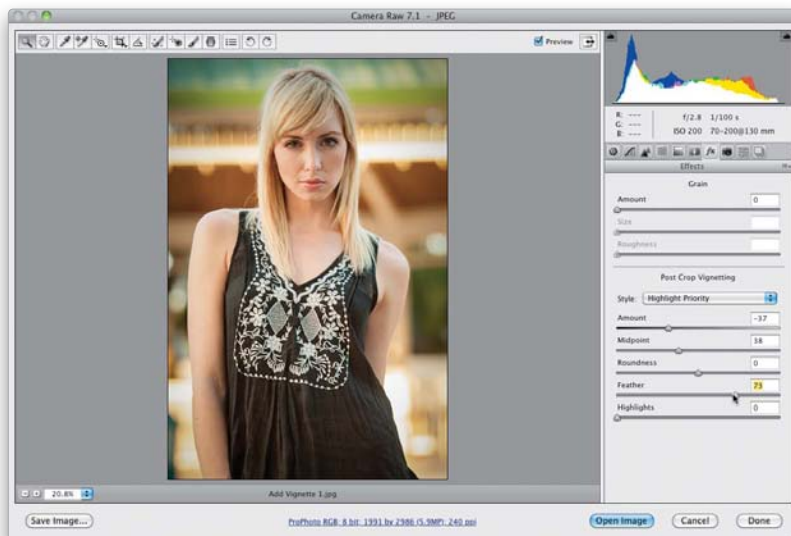 Camera Raw 7.1 - JPEG
Preview
R: ---
G: ---
B: ---
f/2.8 1/100 s
ISO 200 70-200@130 mm
Effects
Grain
Amount 0
Size
Roughness
Post Crop Vignetting
Style: Highlight Priority
Amount -37
Midpoint 38
Roundness 0
Feather 73
Highlights 0
20.8%
Add Vignette 1.jpg
Save Image...
ProPhoto RGB; 8 bit; 1991 by 2986 (5.9MP); 240 ppi
Open Image
Cancel
Done